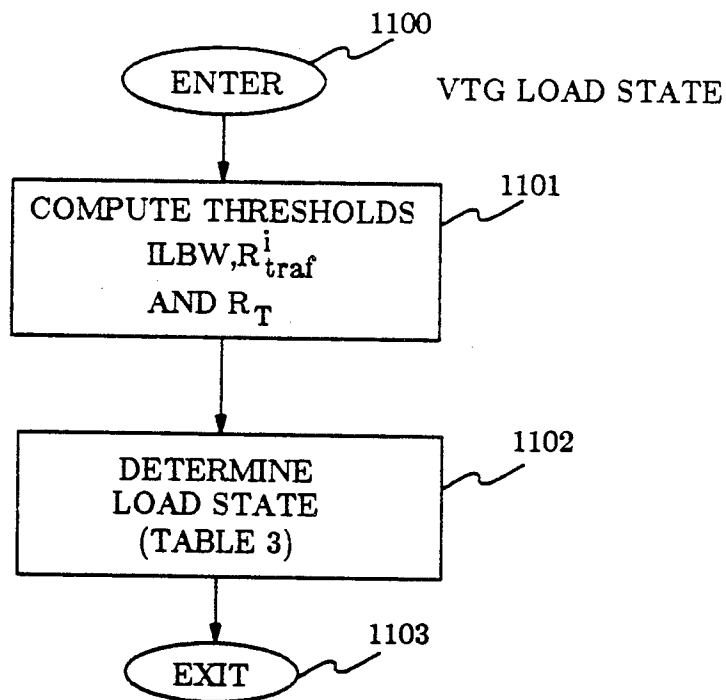 1100
ENTER
VTG LOAD STATE
1101
COMPUTE THRESHOLDS
ILBW,R^i_traf
AND R_T
1102
DETERMINE
LOAD STATE
(TABLE 3)
1103
EXIT